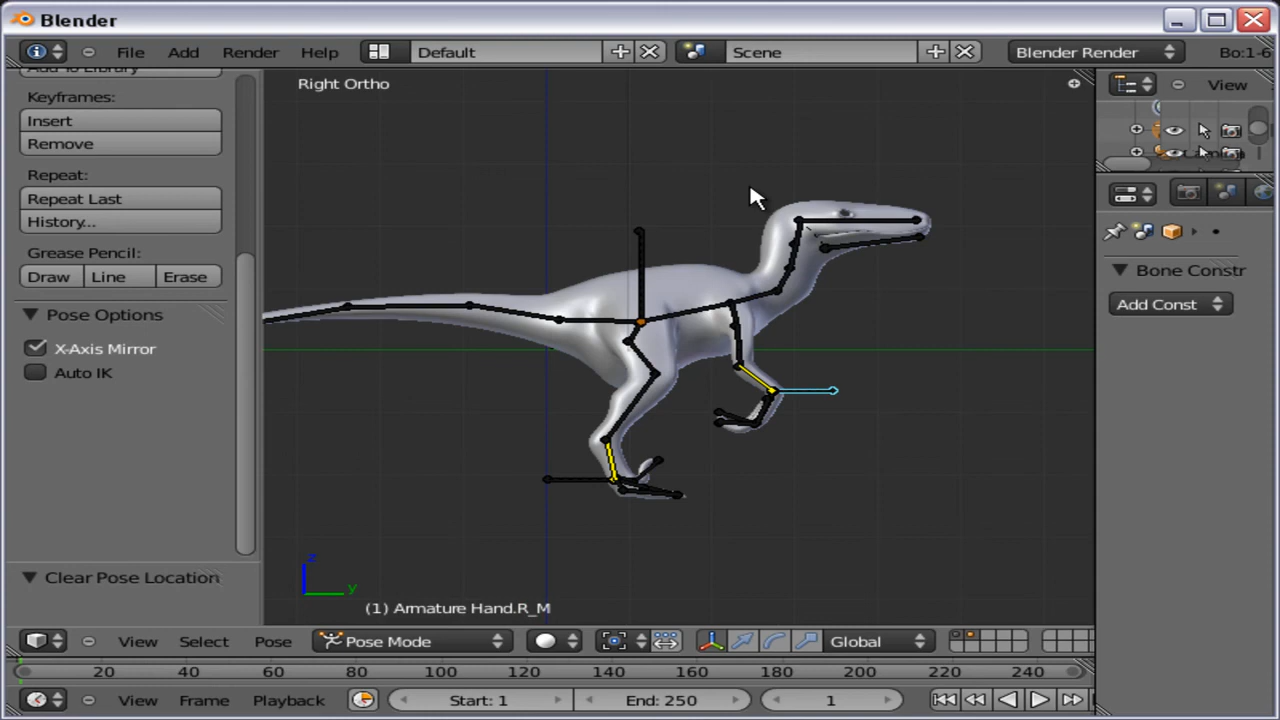 Blender
File Add Render Help Default Scene Blender Render Bo:1-6
Add To Library
Keyframes:
Insert
Remove
Repeat:
Repeat Last
History...
Grease Pencil:
Draw Line Erase
Pose Options
X-Axis Mirror
Auto IK
Clear Pose Location
Right Ortho
z
y
(1) Armature Hand.R_M
View
Bone Constr
Add Const
View Select Pose Pose Mode Global
20 40 60 80 100 120 140 160 180 200 220 240
View Frame Playback Start: 1 End: 250 1